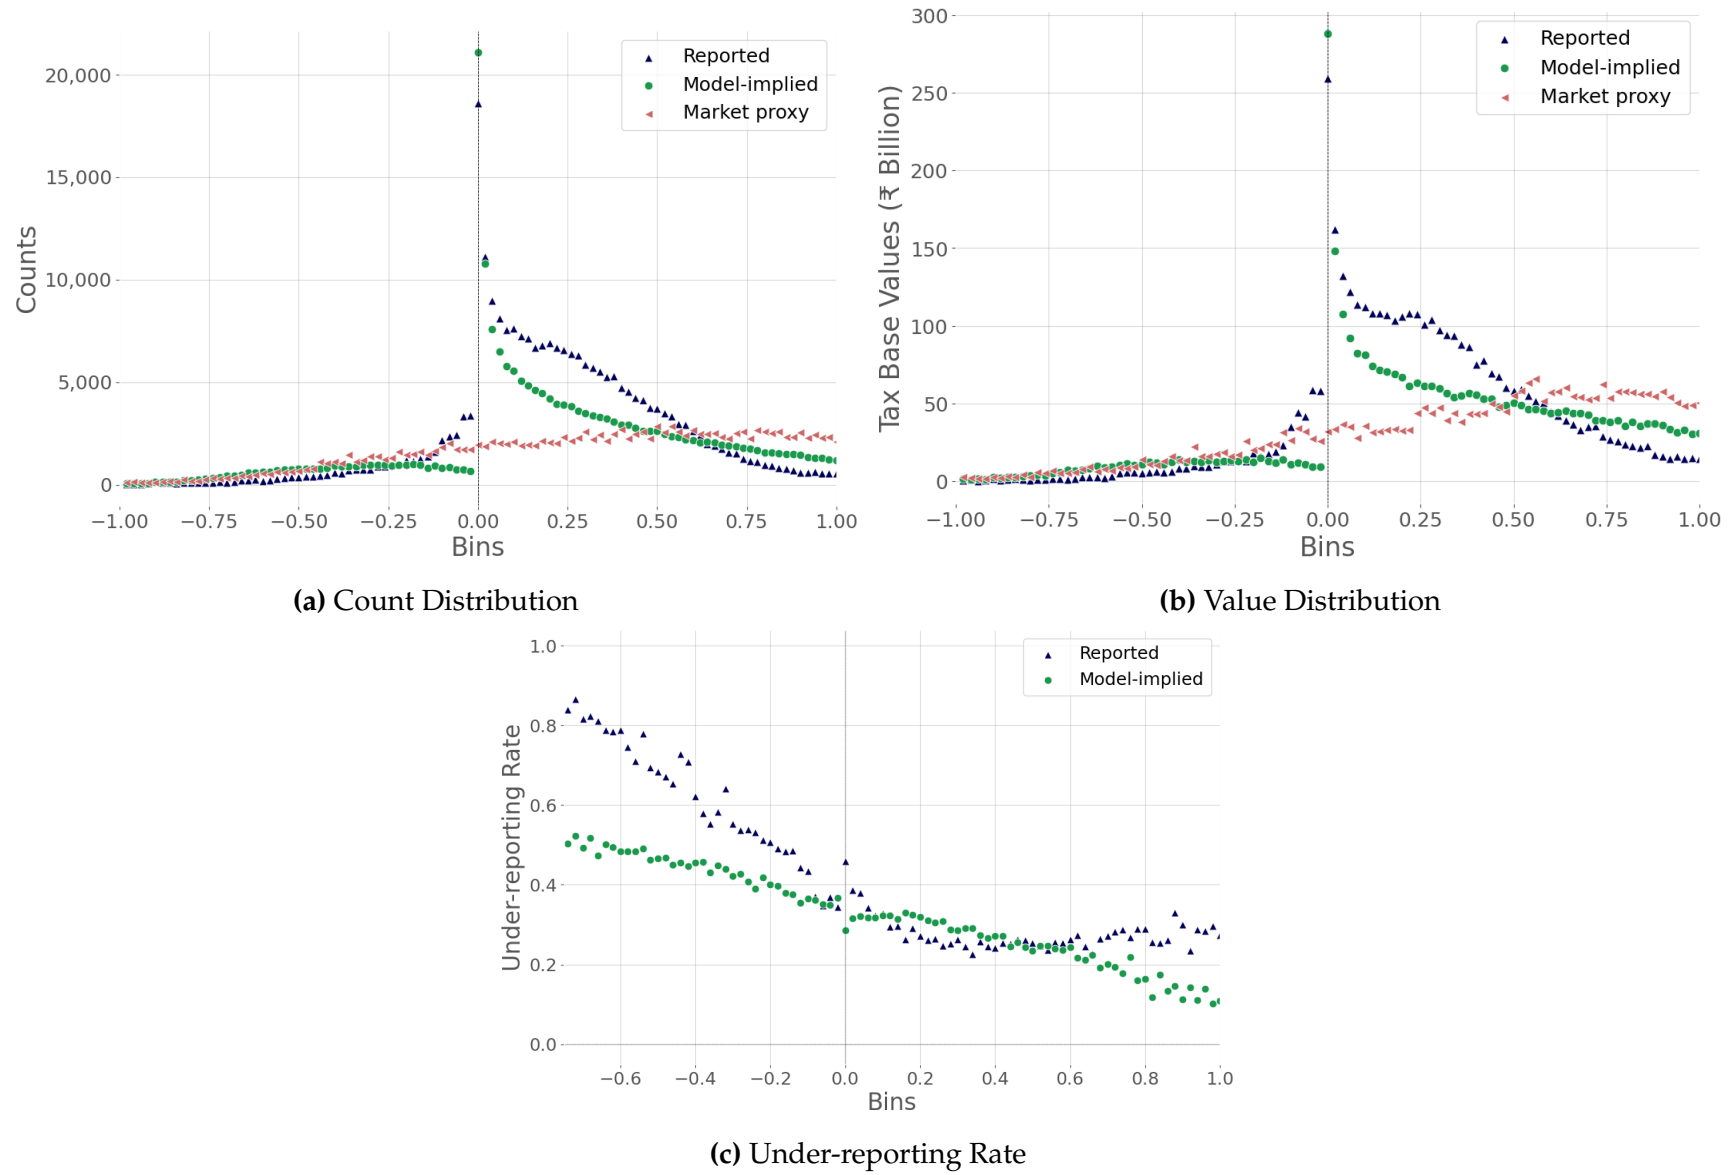 Reported
Model-implied
Market proxy
20,000
15,000
10,000
5,000
0
Counts
−1.00 −0.75 −0.50 −0.25 0.00 0.25 0.50 0.75 1.00
Bins
(a) Count Distribution
Reported
Model-implied
Market proxy
300
250
200
150
100
50
0
Tax Base Values (₹ Billion)
−1.00 −0.75 −0.50 −0.25 0.00 0.25 0.50 0.75 1.00
Bins
(b) Value Distribution
Reported
Model-implied
1.0
0.8
0.6
0.4
0.2
0.0
Under-reporting Rate
−0.6 −0.4 −0.2 0.0 0.2 0.4 0.6 0.8 1.0
Bins
(c) Under-reporting Rate